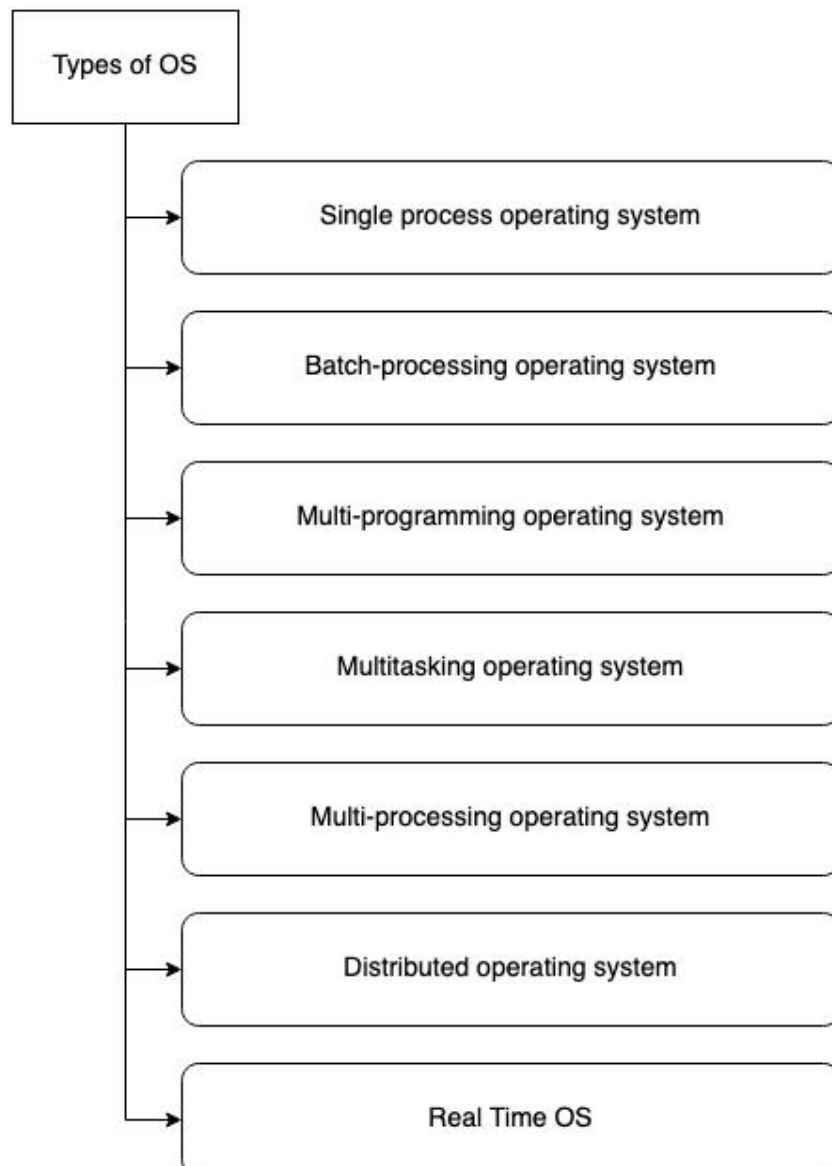 Types of OS
Single process operating system
Batch-processing operating system
Multi-programming operating system
Multitasking operating system
Multi-processing operating system
Distributed operating system
Real Time OS